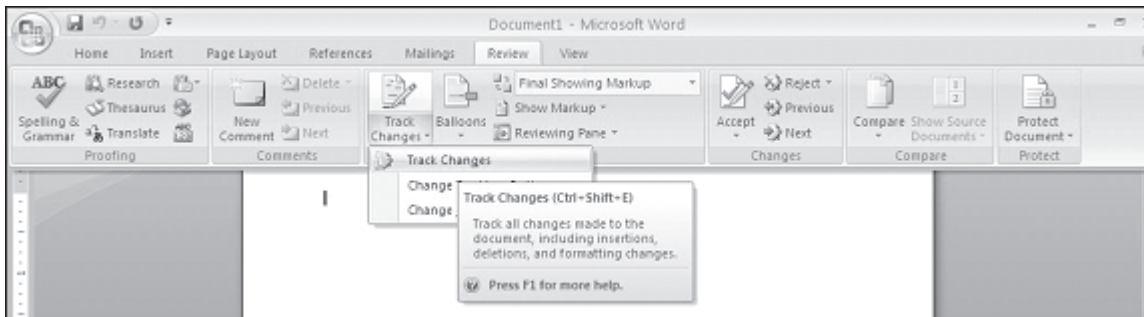 Document1 - Microsoft Word
Home Insert Page Layout References Mailings Review View
ABC
Spelling &
Grammar
Research
Thesaurus
Translate
Proofing
New
Comment
Delete
Previous
Next
Comments
Track
Changes
Balloons
Final Showing Markup
Show Markup
Reviewing Pane
Accept
Reject
Previous
Next
Changes
Compare
Show Source
Documents
Compare
Protect
Document
Protect
Track Changes
Change
Change
Track Changes (Ctrl+Shift+E)
Track all changes made to the
document, including insertions,
deletions, and formatting changes.
Press F1 for more help.